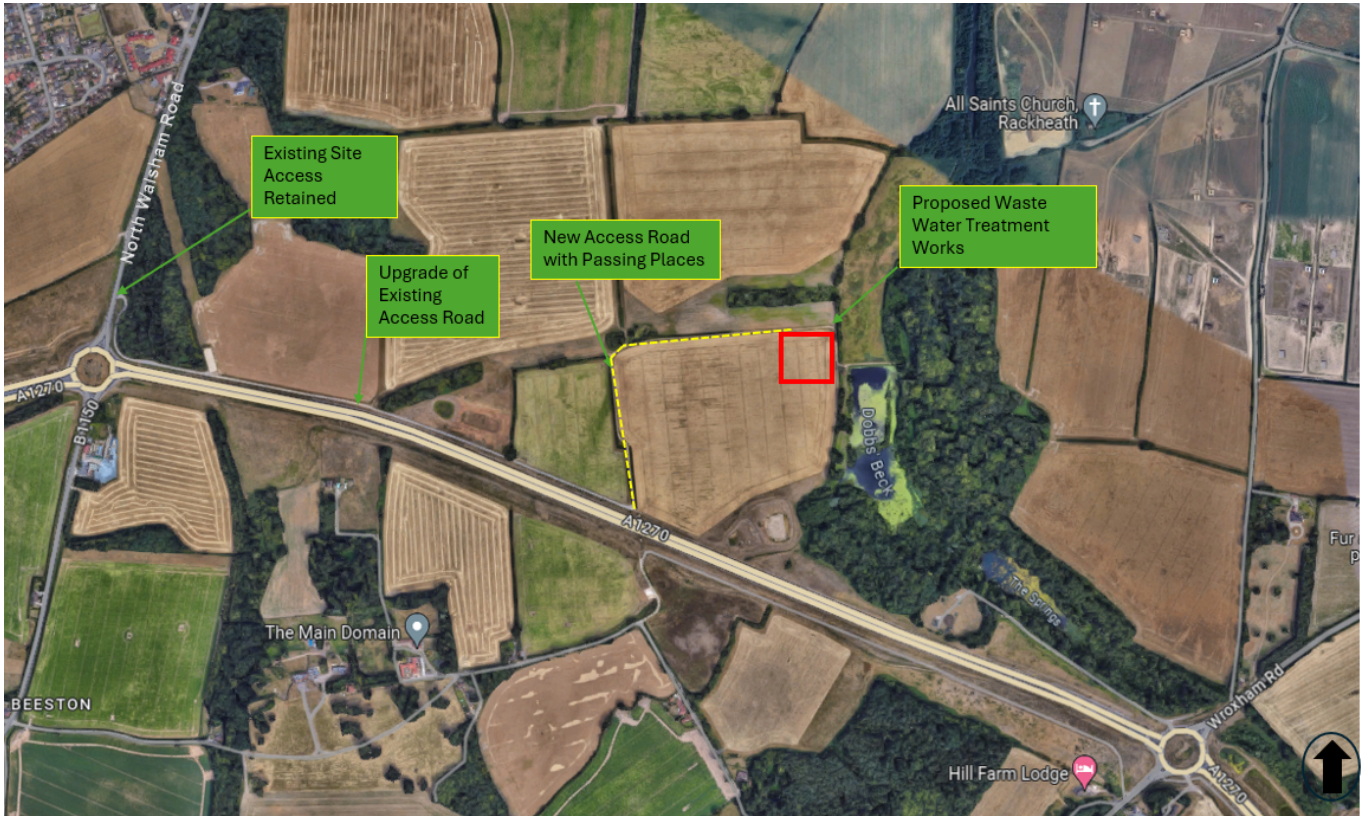 All Saints Church,
Rackheath
North Walsham Road
Existing Site
Access
Retained
Proposed Waste
Water Treatment
Works
New Access Road
with Passing Places
Upgrade of
Existing
Access Road
A1270
B1150
Dobbs' Beck
A1270
Fur
p
The Springs
The Main Domain
BEESTON
Wroxham Rd
Hill Farm Lodge
A1270